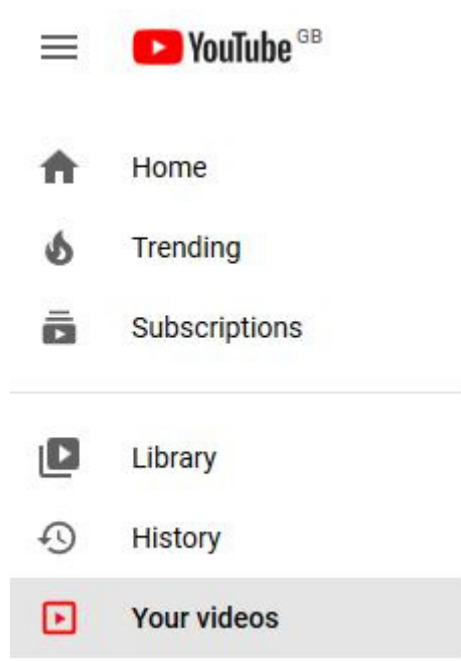 YouTube GB
Home
Trending
Subscriptions
Library
History
Your videos